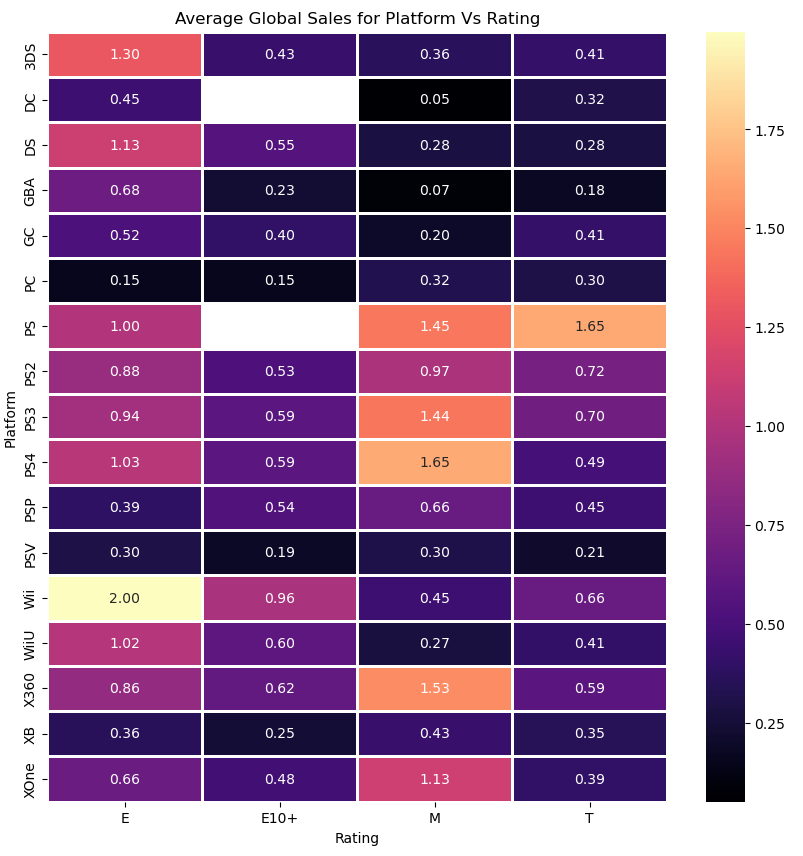 Average Global Sales for Platform Vs Rating
3DS 1.30 0.43 0.36 0.41
DC 0.45 0.05 0.32
DS 1.13 0.55 0.28 0.28
GBA 0.68 0.23 0.07 0.18
GC 0.52 0.40 0.20 0.41
PC 0.15 0.15 0.32 0.30
PS 1.00 1.45 1.65
PS2 0.88 0.53 0.97 0.72
PS3 0.94 0.59 1.44 0.70
PS4 1.03 0.59 1.65 0.49
PSP 0.39 0.54 0.66 0.45
PSV 0.30 0.19 0.30 0.21
Wii 2.00 0.96 0.45 0.66
WiiU 1.02 0.60 0.27 0.41
X360 0.86 0.62 1.53 0.59
XB 0.36 0.25 0.43 0.35
XOne 0.66 0.48 1.13 0.39
E E10+ M T
Rating
Platform
1.75
1.50
1.25
1.00
0.75
0.50
0.25